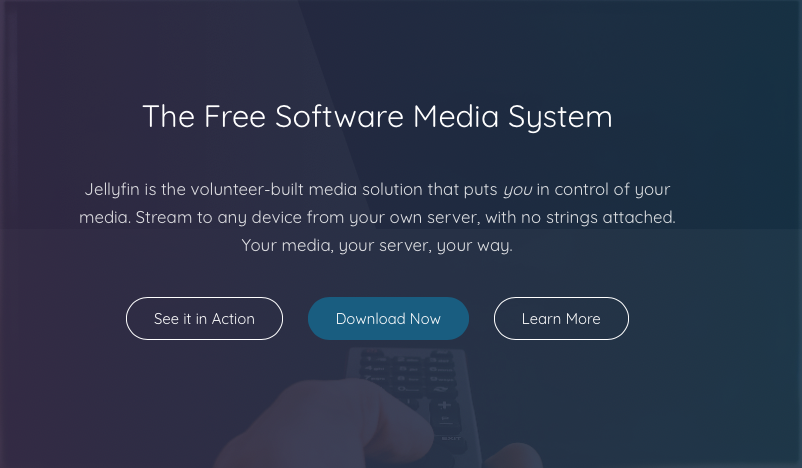 The Free Software Media System
Jellyfin is the volunteer-built media solution that puts you in control of your
media. Stream to any device from your own server, with no strings attached.
Your media, your server, your way.
See it in Action
Download Now
Learn More